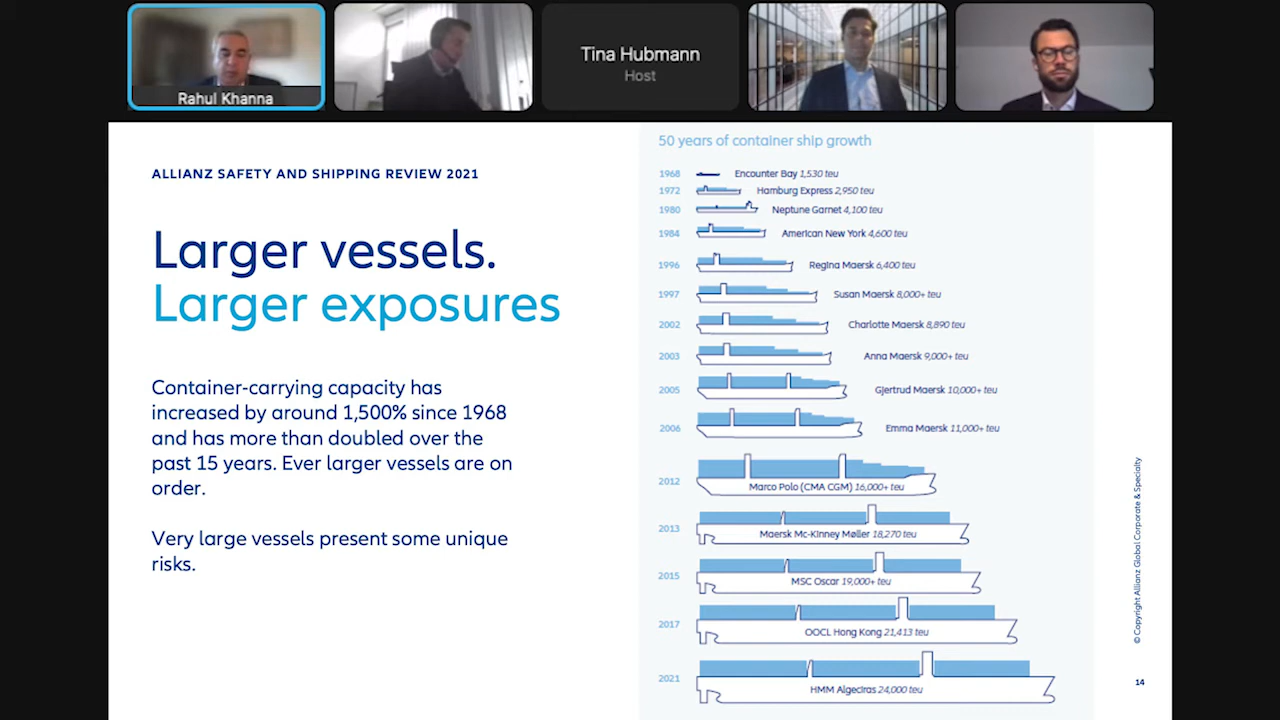 Rahul Khanna
Tina Hubmann
Host
ALLIANZ SAFETY AND SHIPPING REVIEW 2021
Larger vessels.
Larger exposures
Container-carrying capacity has
increased by around 1,500% since 1968
and has more than doubled over the
past 15 years. Ever larger vessels are on
order.
Very large vessels present some unique
risks.
50 years of container ship growth
1968 Encounter Bay 1,530 teu
1972 Hamburg Express 2,950 teu
1980 Neptune Garnet 4,100 teu
1984 American New York 4,600 teu
1996 Regina Maersk 6,400 teu
1997 Susan Maersk 8,000+ teu
2002 Charlotte Maersk 8,890 teu
2003 Anna Maersk 9,000+ teu
2005 Gjertrud Maersk 10,000+ teu
2006 Emma Maersk 11,000+ teu
2012 Marco Polo (CMA CGM) 16,000+ teu
2013 Maersk Mc-Kinney Møller 18,270 teu
2015 MSC Oscar 19,000+ teu
2017 OOCL Hong Kong 21,413 teu
2021 HMM Algeciras 24,000 teu
© Copyright Allianz Global Corporate & Specialty
14